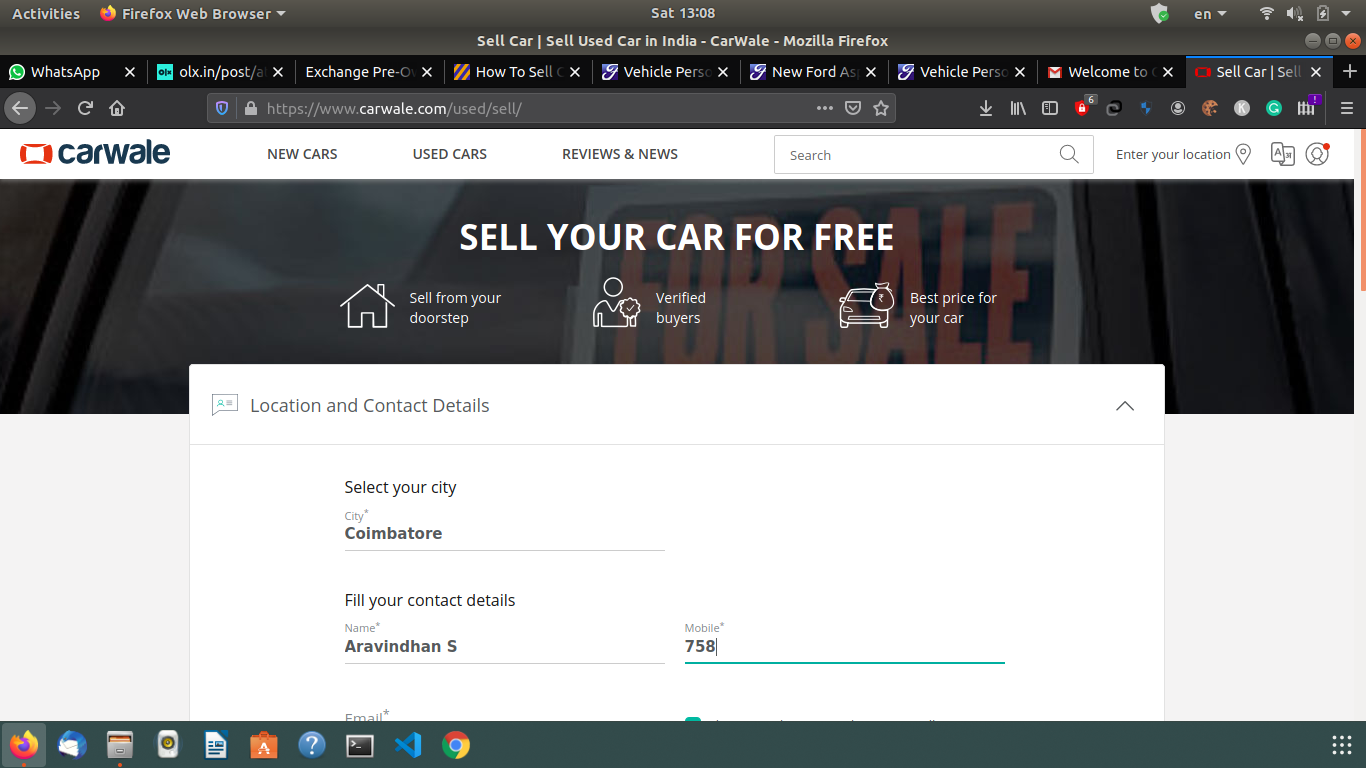 Activities Firefox Web Browser Sat 13:08 en
Sell Car | Sell Used Car in India - CarWale - Mozilla Firefox
WhatsApp olx.in/post/a Exchange Pre-Ow How To Sell C Vehicle Perso New Ford Asp Vehicle Perso Welcome to C Sell Car | Sell
https://www.carwale.com/used/sell/ 6
carwale NEW CARS USED CARS REVIEWS & NEWS Search Enter your location
FOR SALE
SELL YOUR CAR FOR FREE
Sell from your
doorstep
Verified
buyers
Best price for
your car
Location and Contact Details
Select your city
City*
Coimbatore
Fill your contact details
Name*
Aravindhan S
Mobile*
758
Email*